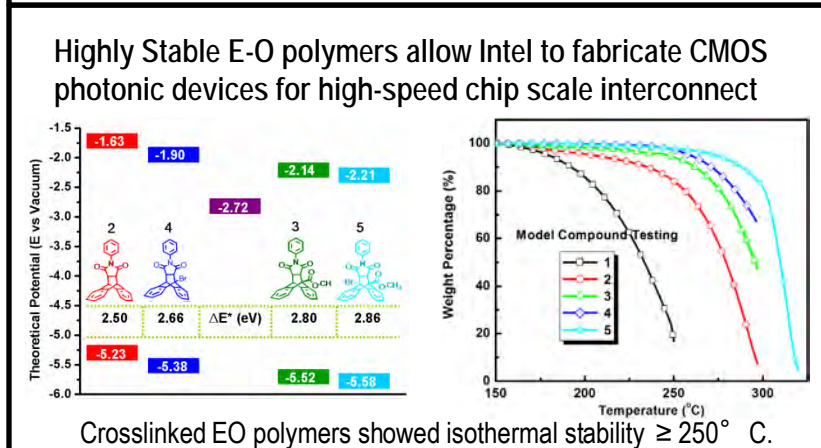 Highly Stable E-O polymers allow Intel to fabricate CMOS
photonic devices for high-speed chip scale interconnect
Theoretical Potential (E vs Vacuum)
-1.5
-2.0
-2.5
-3.0
-3.5
-4.0
-4.5
-5.0
-5.5
-6.0
-1.63
-1.90
-2.72
-2.14
-2.21
2
4
3
5
N
O
O
N
O
O
Br
N
O
O
O
OCH
N
O
O
Br
O
OCH₃
2.50 2.66 ΔE* (eV) 2.80 2.86
-5.23
-5.38
-5.52
-5.58
Weight Percentage (%)
100
80
60
40
20
0
Model Compound Testing
1
2
3
4
5
150 200 250 300
Temperature (°C)
Crosslinked EO polymers showed isothermal stability ≥ 250° C.